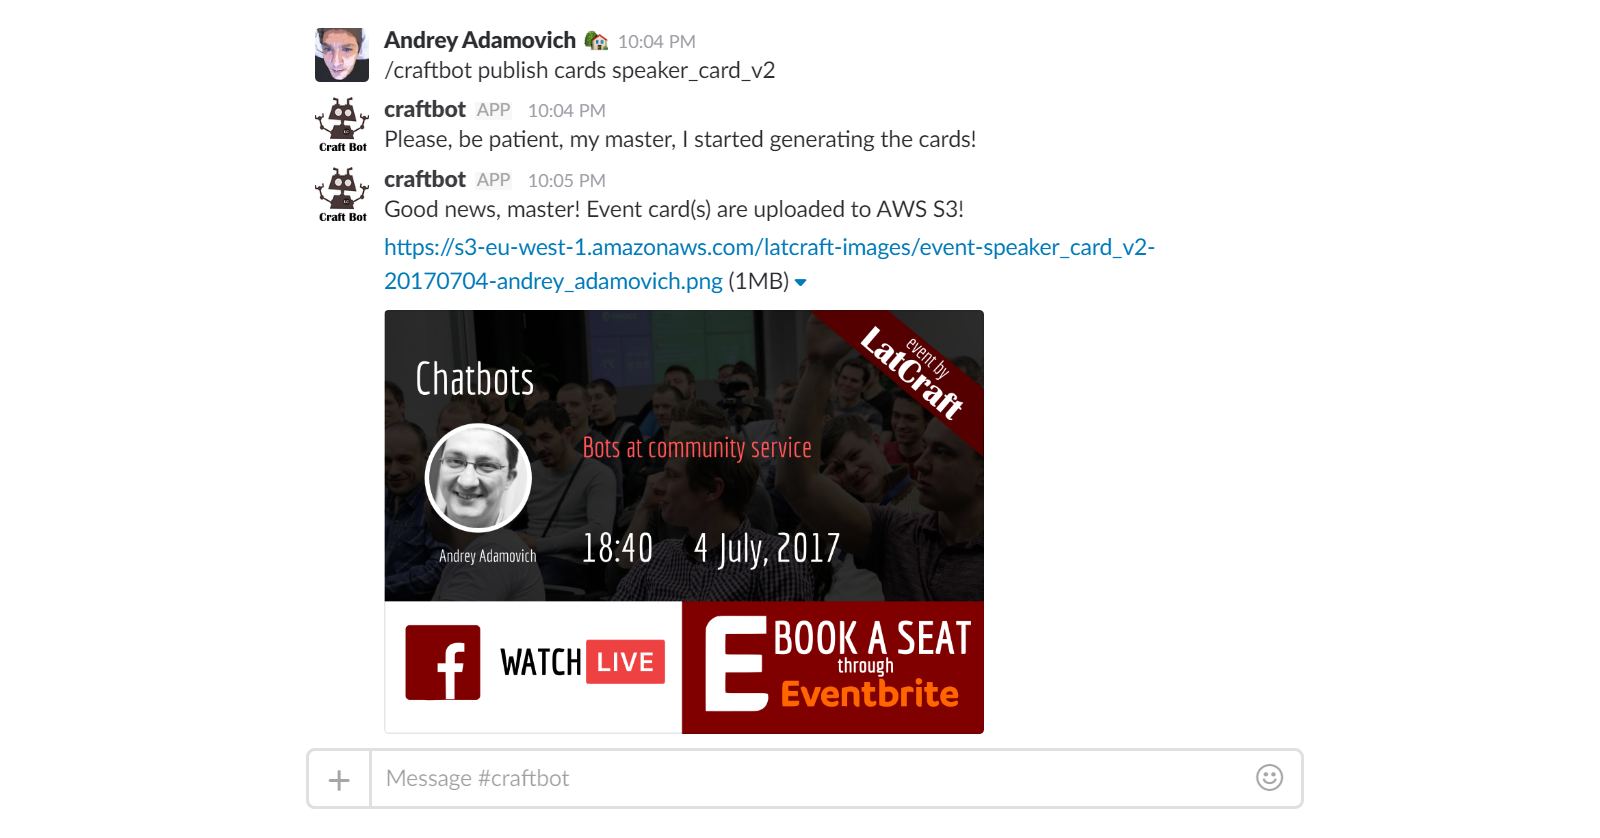 Andrey Adamovich 10:04 PM
/craftbot publish cards speaker_card_v2
craftbot APP 10:04 PM
Please, be patient, my master, I started generating the cards!
Craft Bot
craftbot APP 10:05 PM
Good news, master! Event card(s) are uploaded to AWS S3!
Craft Bot
https://s3-eu-west-1.amazonaws.com/latcraft-images/event-speaker_card_v2-
20170704-andrey_adamovich.png (1MB)
event by
LatCraft
Chatbots
Bots at community service
Andrey Adamovich
18:40 4 July, 2017
f WATCH LIVE
E BOOK A SEAT
through
Eventbrite
+ Message #craftbot